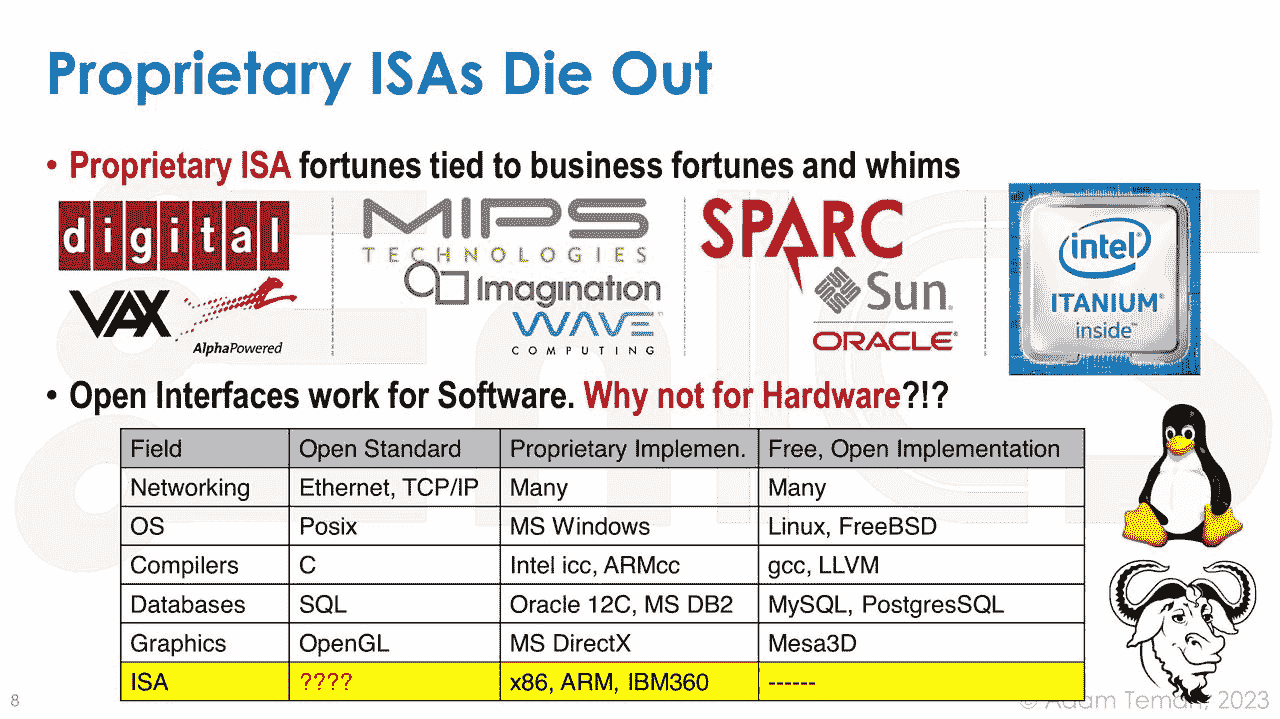 Proprietary ISAs Die Out
• Proprietary ISA fortunes tied to business fortunes and whims
digital
VAX
AlphaPowered
MIPS
TECHNOLOGIES
Imagination
WAVE™
COMPUTING
SPARC
Sun
ORACLE®
intel
ITANIUM®
inside™
• Open Interfaces work for Software. Why not for Hardware?!?
Field Open Standard Proprietary Implemen. Free, Open Implementation
Networking Ethernet, TCP/IP Many Many
OS Posix MS Windows Linux, FreeBSD
Compilers C Intel icc, ARMcc gcc, LLVM
Databases SQL Oracle 12C, MS DB2 MySQL, PostgresSQL
Graphics OpenGL MS DirectX Mesa3D
ISA ???? x86, ARM, IBM360 ------
8
© Adam Teman, 2023